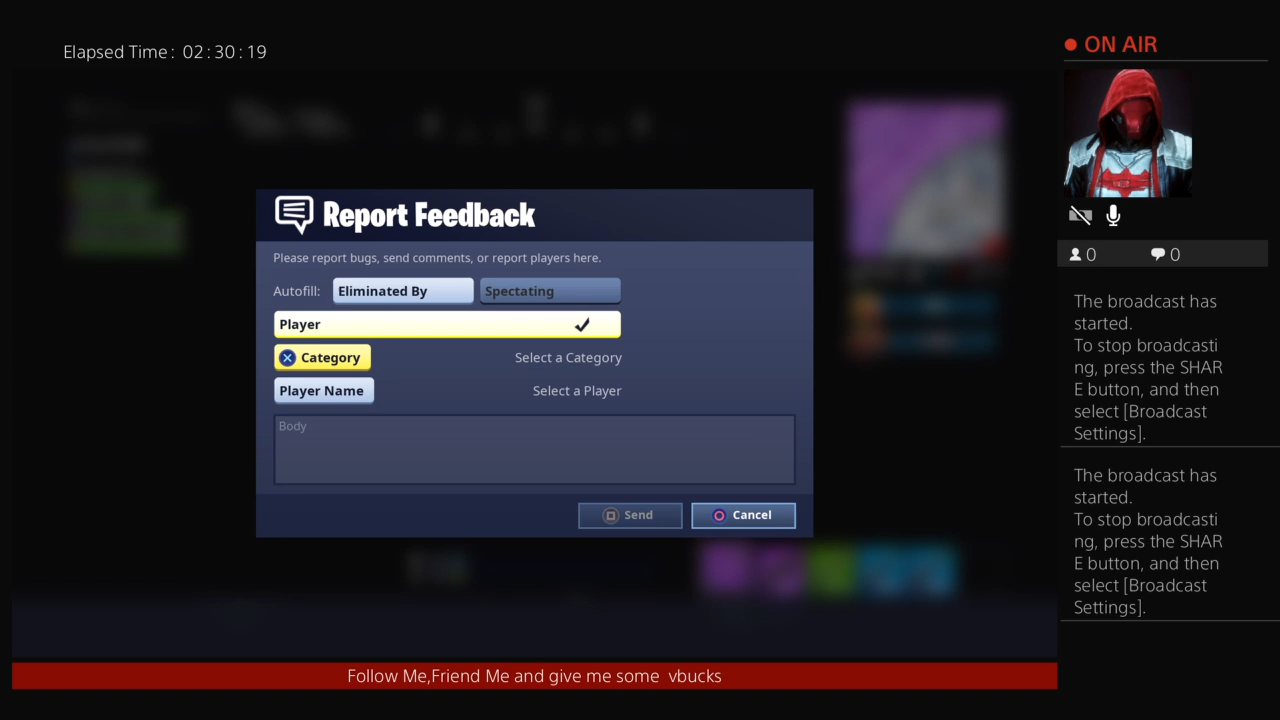 Elapsed Time: 02:30:19
ON AIR
Report Feedback
Please report bugs, send comments, or report players here.
Autofill: Eliminated By Spectating
Player
Category Select a Category
Player Name Select a Player
Body
Send Cancel
0 0
The broadcast has
started.
To stop broadcasti
ng, press the SHAR
E button, and then
select [Broadcast
Settings].
The broadcast has
started.
To stop broadcasti
ng, press the SHAR
E button, and then
select [Broadcast
Settings].
Follow Me,Friend Me and give me some vbucks